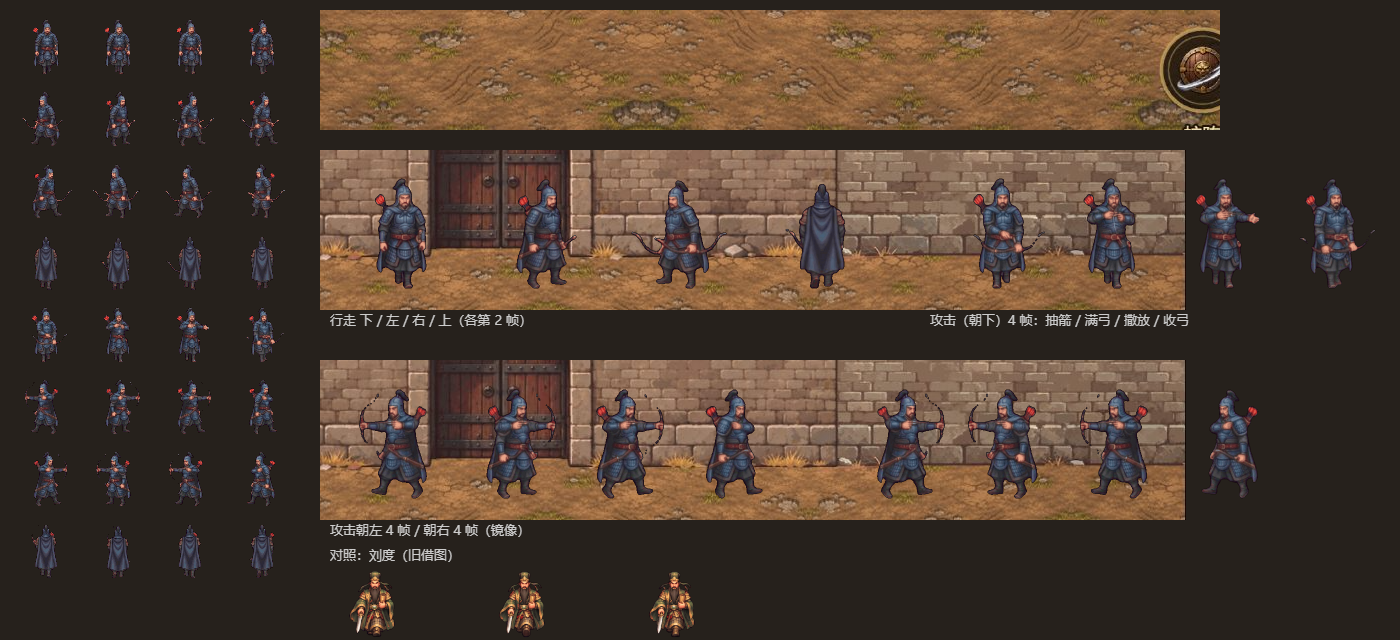 行走 下 / 左 / 右 / 上（各第 2 帧）
攻击（朝下）4 帧：抽箭 / 满弓 / 撒放 / 收弓
攻击朝左 4 帧 / 朝右 4 帧（镜像）
对照：刘度（旧借图）